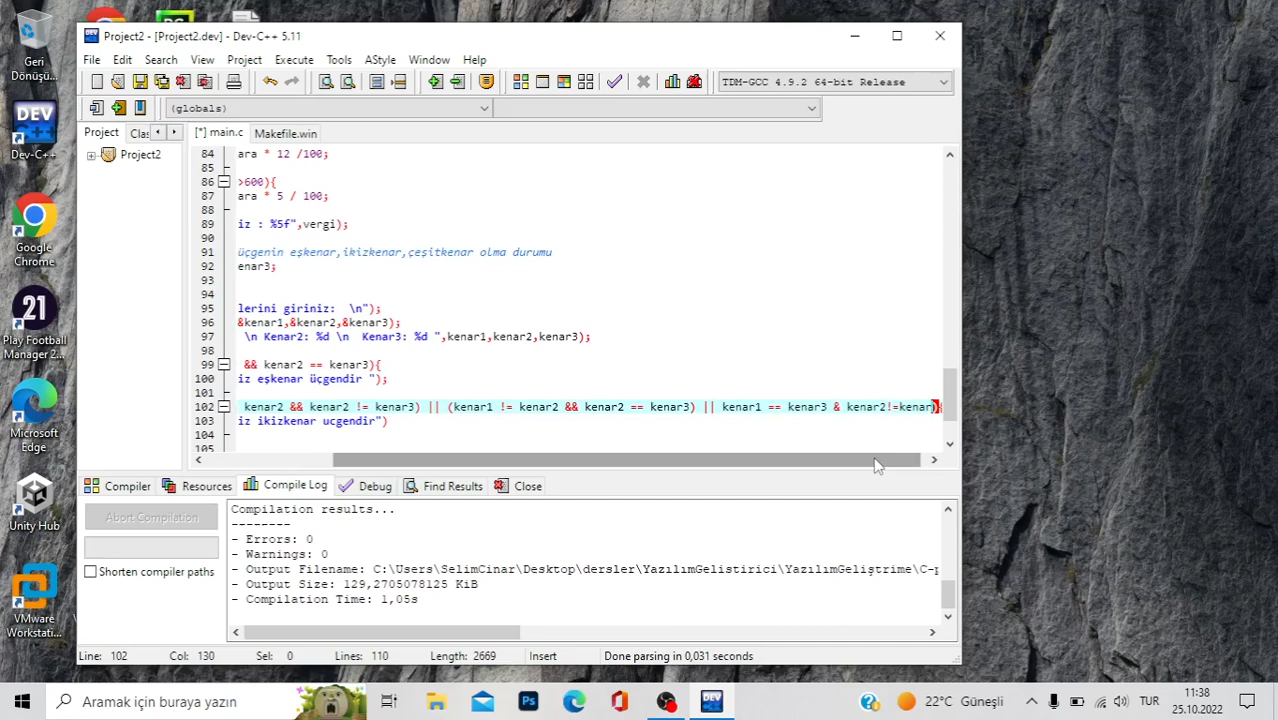 Geri
Dönüşü...
Dev-C++
Google
Chrome
21
Play Football
Manager 2...
Microsoft
Edge
Unity Hub
VMware
Workstati...
Project2 - [Project2.dev] - Dev-C++ 5.11
File Edit Search View Project Execute Tools AStyle Window Help
TDM-GCC 4.9.2 64-bit Release
(globals)
Project Clas [*] main.c Makefile.win
Project2
84 ara * 12 /100;
85
86 >600){
87 ara * 5 / 100;
88
89 iz : %5f",vergi);
90
91 üçgenin eşkenar,ikizkenar,çeşitkenar olma durumu
92 enar3;
93
94
95 lerini giriniz:  \n");
96 &kenar1,&kenar2,&kenar3);
97 \n Kenar2: %d \n  Kenar3: %d ",kenar1,kenar2,kenar3);
98
99 && kenar2 == kenar3){
100 iz eşkenar üçgendir ");
101
102 kenar2 && kenar2 != kenar3) || (kenar1 != kenar2 && kenar2 == kenar3) || kenar1 == kenar3 & kenar2!=kenar){
103 iz ikizkenar ucgendir")
104
105
Compiler Resources Compile Log Debug Find Results Close
Abort Compilation
Shorten compiler paths
Compilation results...
--------
- Errors: 0
- Warnings: 0
- Output Filename: C:\Users\SelimCinar\Desktop\dersler\YazılımGelistirici\YazılımGeliştrime\C-p
- Output Size: 129,2705078125 KiB
- Compilation Time: 1,05s
Line: 102 Col: 130 Sel: 0 Lines: 110 Length: 2669 Insert Done parsing in 0,031 seconds
Aramak için buraya yazın
Ps
DEV
22°C Güneşli
TUR
11:38
25.10.2022